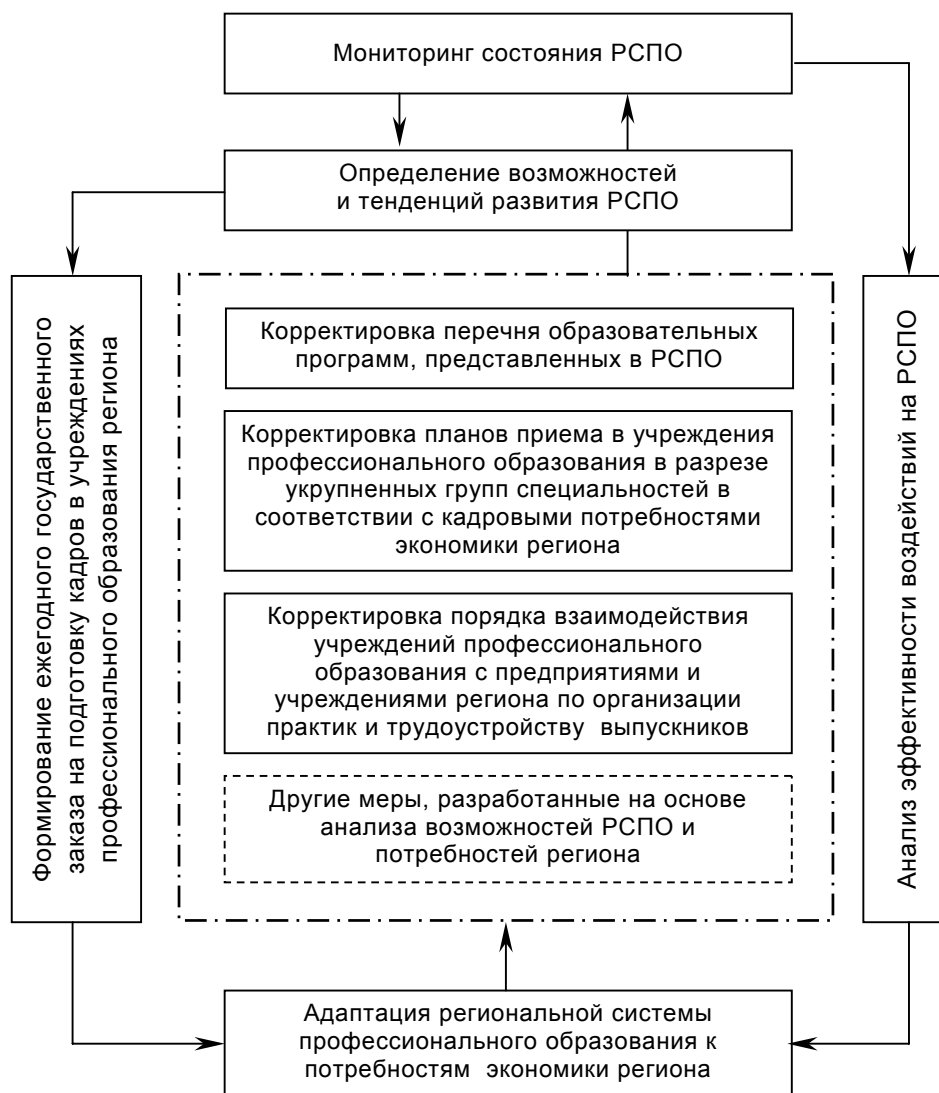 Мониторинг состояния РСПО
Определение возможностей
и тенденций развития РСПО
Формирование ежегодного государственного
заказа на подготовку кадров в учреждениях
профессионального образования региона
Корректировка перечня образовательных
программ, представленных в РСПО
Корректировка планов приема в учреждения
профессионального образования в разрезе
укрупненных групп специальностей в
соответствии с кадровыми потребностями
экономики региона
Корректировка порядка взаимодействия
учреждений профессионального
образования с предприятиями и
учреждениями региона по организации
практик и трудоустройству выпускников
Другие меры, разработанные на основе
анализа возможностей РСПО и
потребностей региона
Анализ эффективности воздействий на РСПО
Адаптация региональной системы
профессионального образования к
потребностям экономики региона